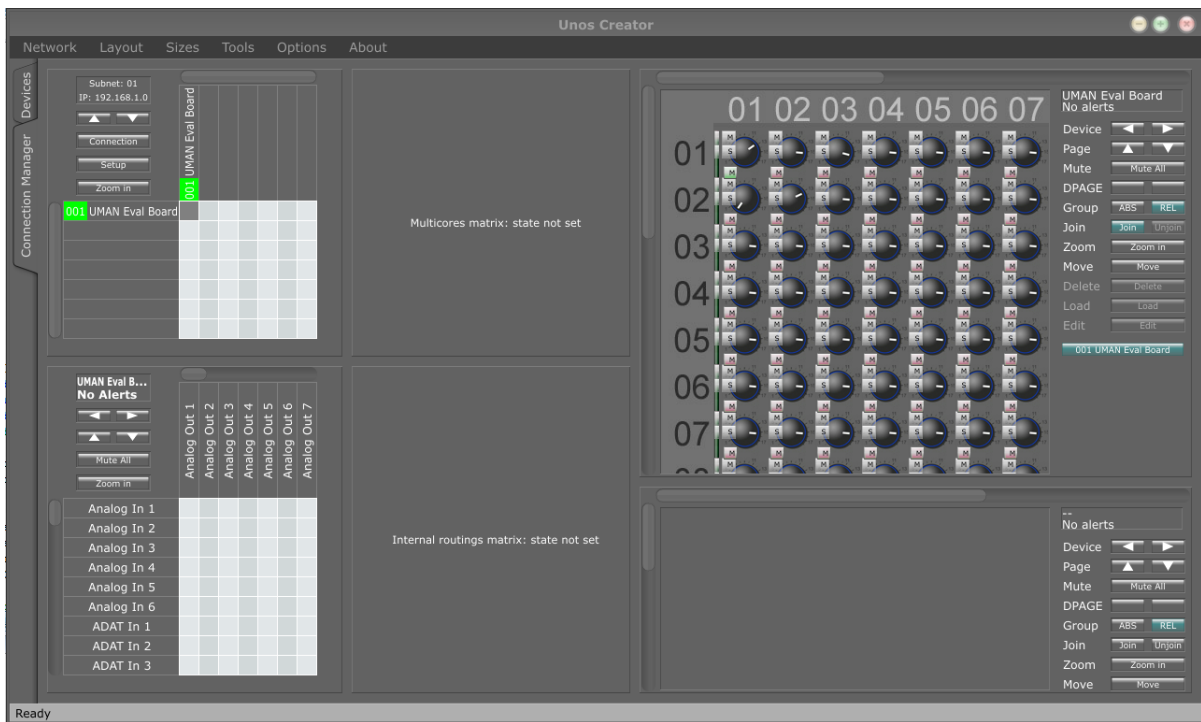 Unos Creator
Network Layout Sizes Tools Options About
Devices
Connection Manager
Subnet: 01
IP: 192.168.1.0
Connection
Setup
Zoom in
001 UMAN Eval Board
001 UMAN Eval Board
Multicores matrix: state not set
UMAN Eval B...
No Alerts
Mute All
Zoom in
Analog Out 1
Analog Out 2
Analog Out 3
Analog Out 4
Analog Out 5
Analog Out 6
Analog Out 7
Analog In 1
Analog In 2
Analog In 3
Analog In 4
Analog In 5
Analog In 6
ADAT In 1
ADAT In 2
ADAT In 3
Internal routings matrix: state not set
01 02 03 04 05 06 07
01
02
03
04
05
06
07
UMAN Eval Board
No alerts
Device
Page
Mute Mute All
DPAGE
Group ABS REL
Join Join Unjoin
Zoom Zoom in
Move Move
Delete Delete
Load Load
Edit Edit
001 UMAN Eval Board
--
No alerts
Device
Page
Mute Mute All
DPAGE
Group ABS REL
Join Join Unjoin
Zoom Zoom in
Move Move
Ready